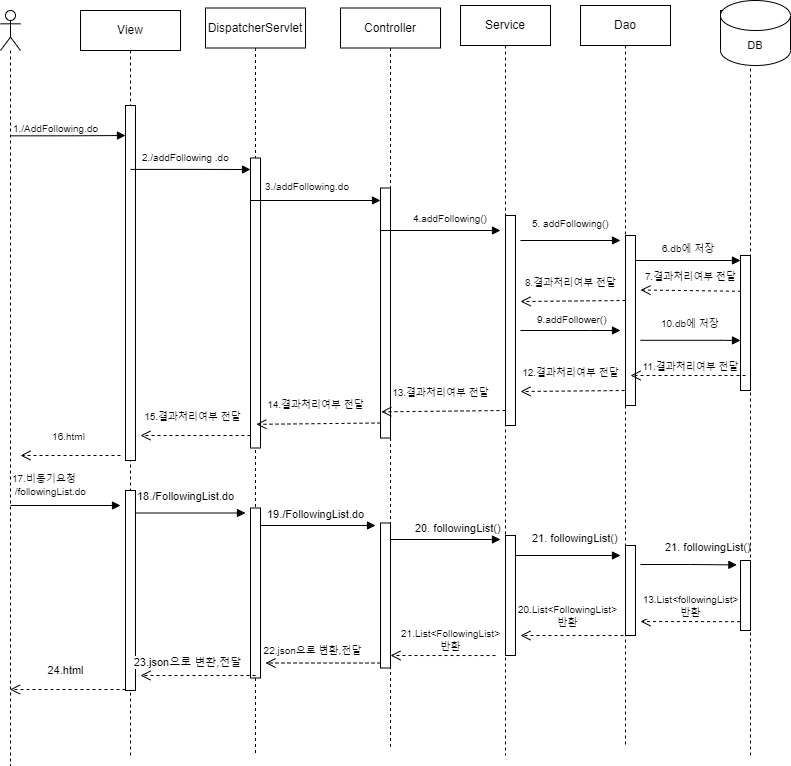 View
DispatcherServlet
Controller
Service
Dao
DB
1./AddFollowing.do
2./addFollowing .do
3./addFollowing.do
4.addFollowing()
5. addFollowing()
6.db에 저장
7.결과처리여부 전달
8.결과처리여부 전달
9.addFollower()
10.db에 저장
11.결과처리여부 전달
12.결과처리여부 전달
13.결과처리여부 전달
14.결과처리여부 전달
15.결과처리여부 전달
16.html
17.비동기요청
/followingList.do
18./FollowingList.do
19./FollowingList.do
20. followingList()
21. followingList()
21. followingList()
13.List<followingList>
반환
20.List<FollowingList>
반환
21.List<FollowingList>
반환
22.json으로 변환,전달
23.json으로 변환,전달
24.html